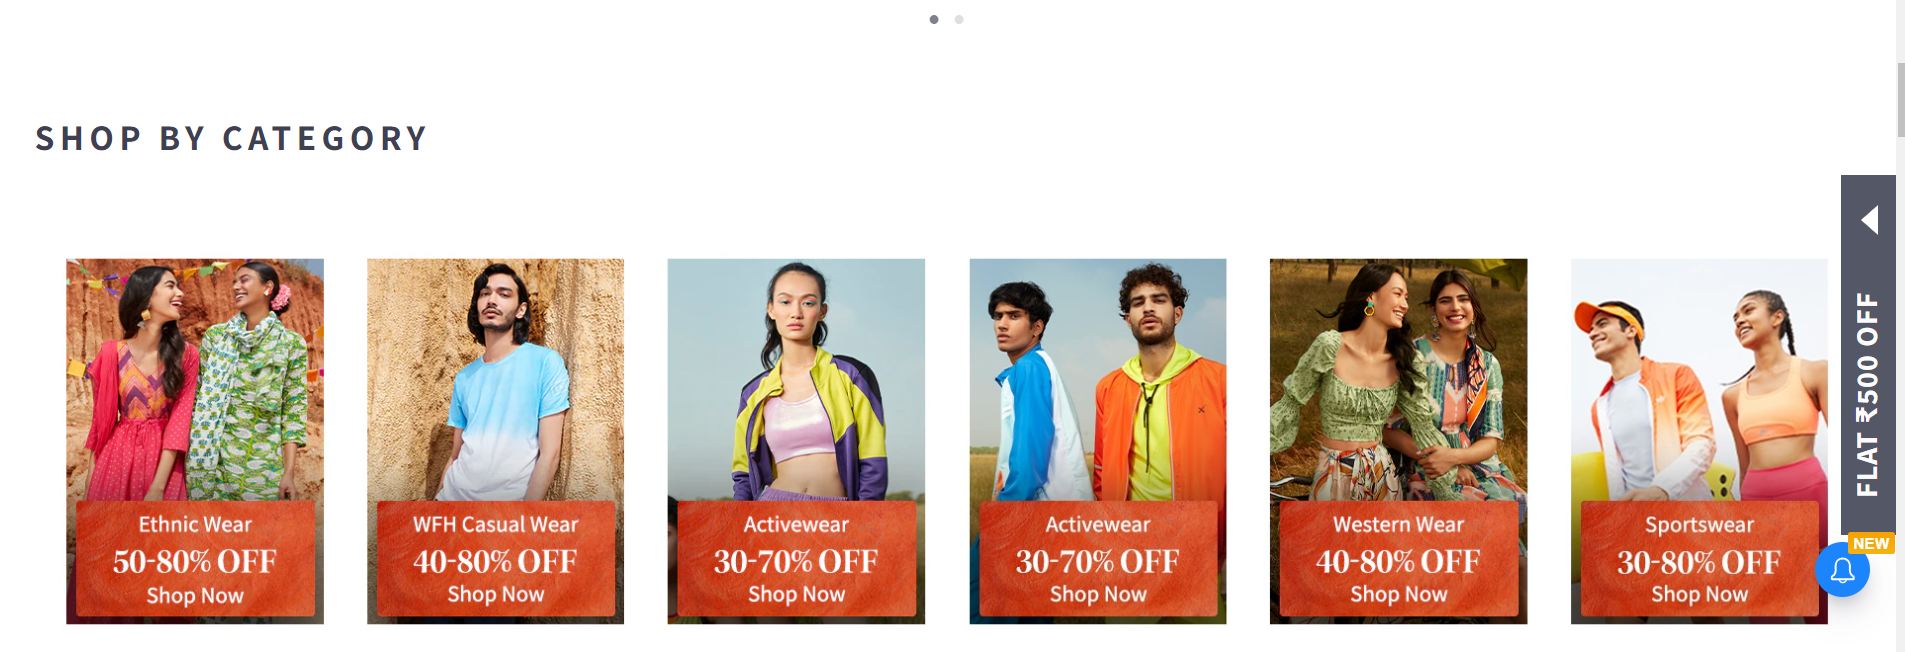 SHOP BY CATEGORY
Ethnic Wear
50-80% OFF
Shop Now
WFH Casual Wear
40-80% OFF
Shop Now
Activewear
30-70% OFF
Shop Now
Activewear
30-70% OFF
Shop Now
Western Wear
40-80% OFF
Shop Now
Sportswear
30-80% OFF
Shop Now
FLAT ₹500 OFF
NEW